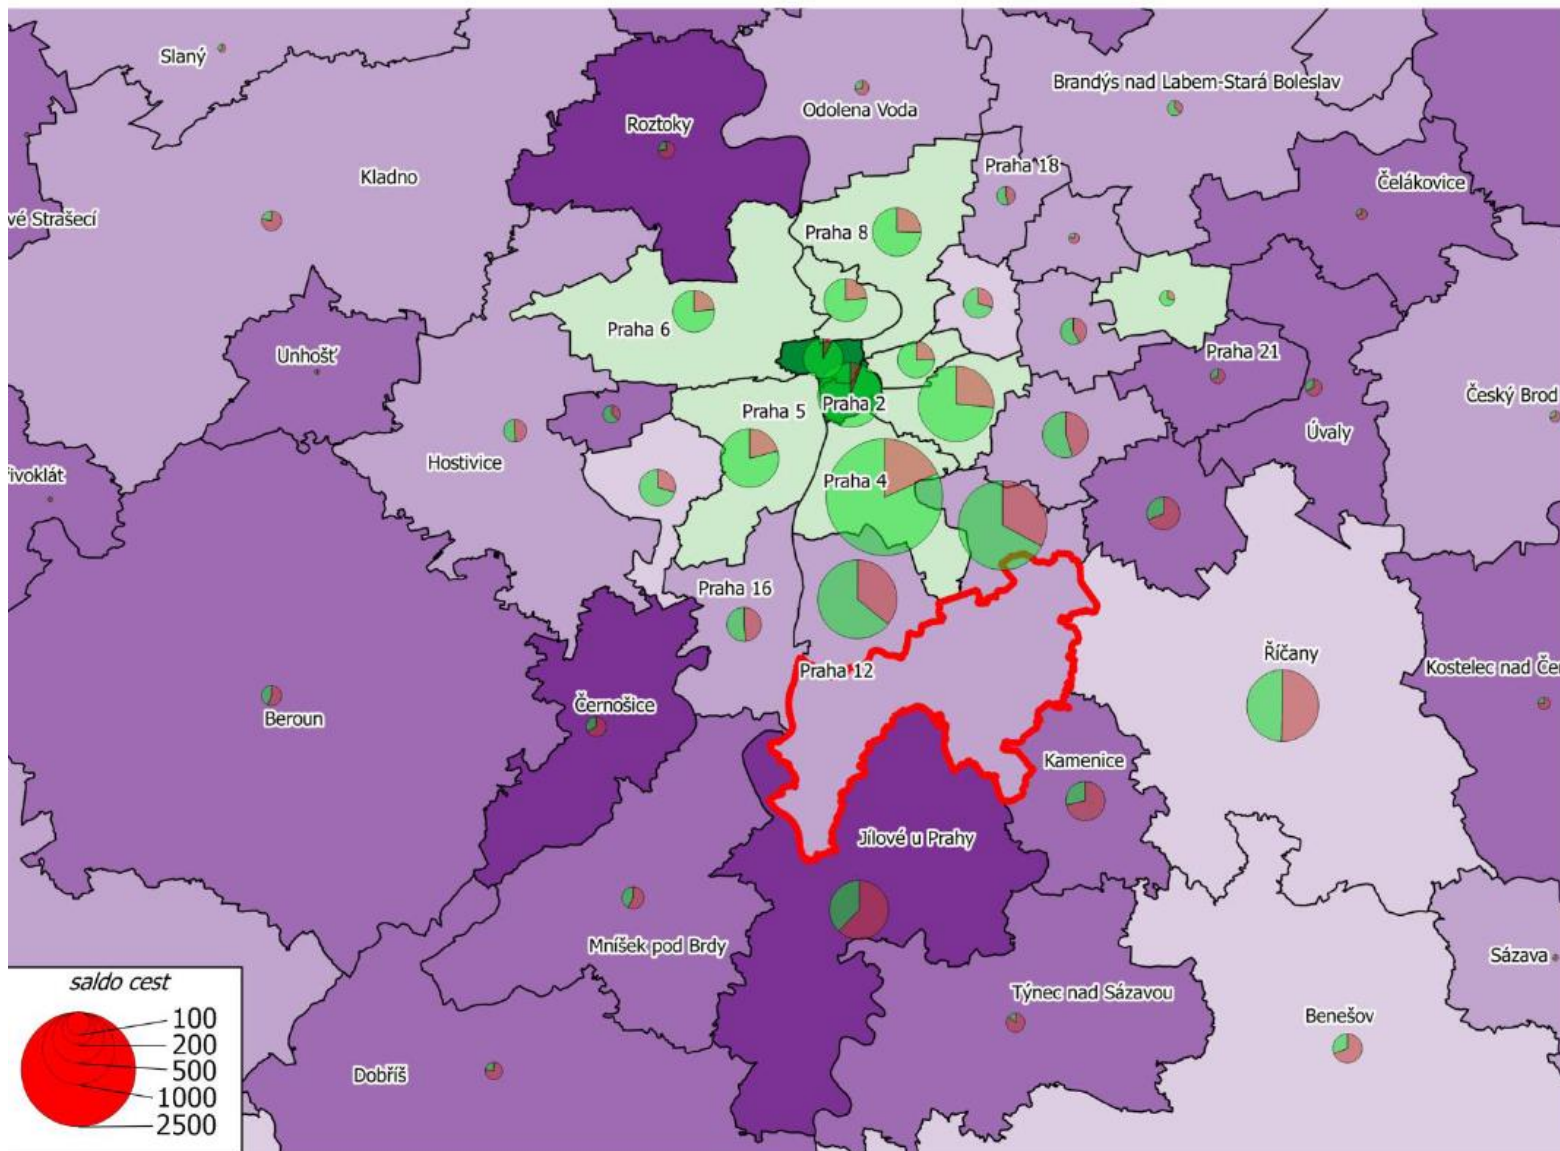 Slaný
Brandýs nad Labem-Stará Boleslav
Odolena Voda
Roztoky
Praha 18
Kladno
Čelákovice
vé Strašecí
Praha 8
Praha 6
Unhošť
Praha 21
Český Brod
Praha 5
Praha 2
Úvaly
Hostivice
řivoklát
Praha 4
Praha 16
Říčany
Kostelec nad Čer
Praha 12
Černošice
Beroun
Kamenice
Jílové u Prahy
Mníšek pod Brdy
Sázava
Týnec nad Sázavou
Benešov
Dobříš
saldo cest
100
200
500
1000
2500